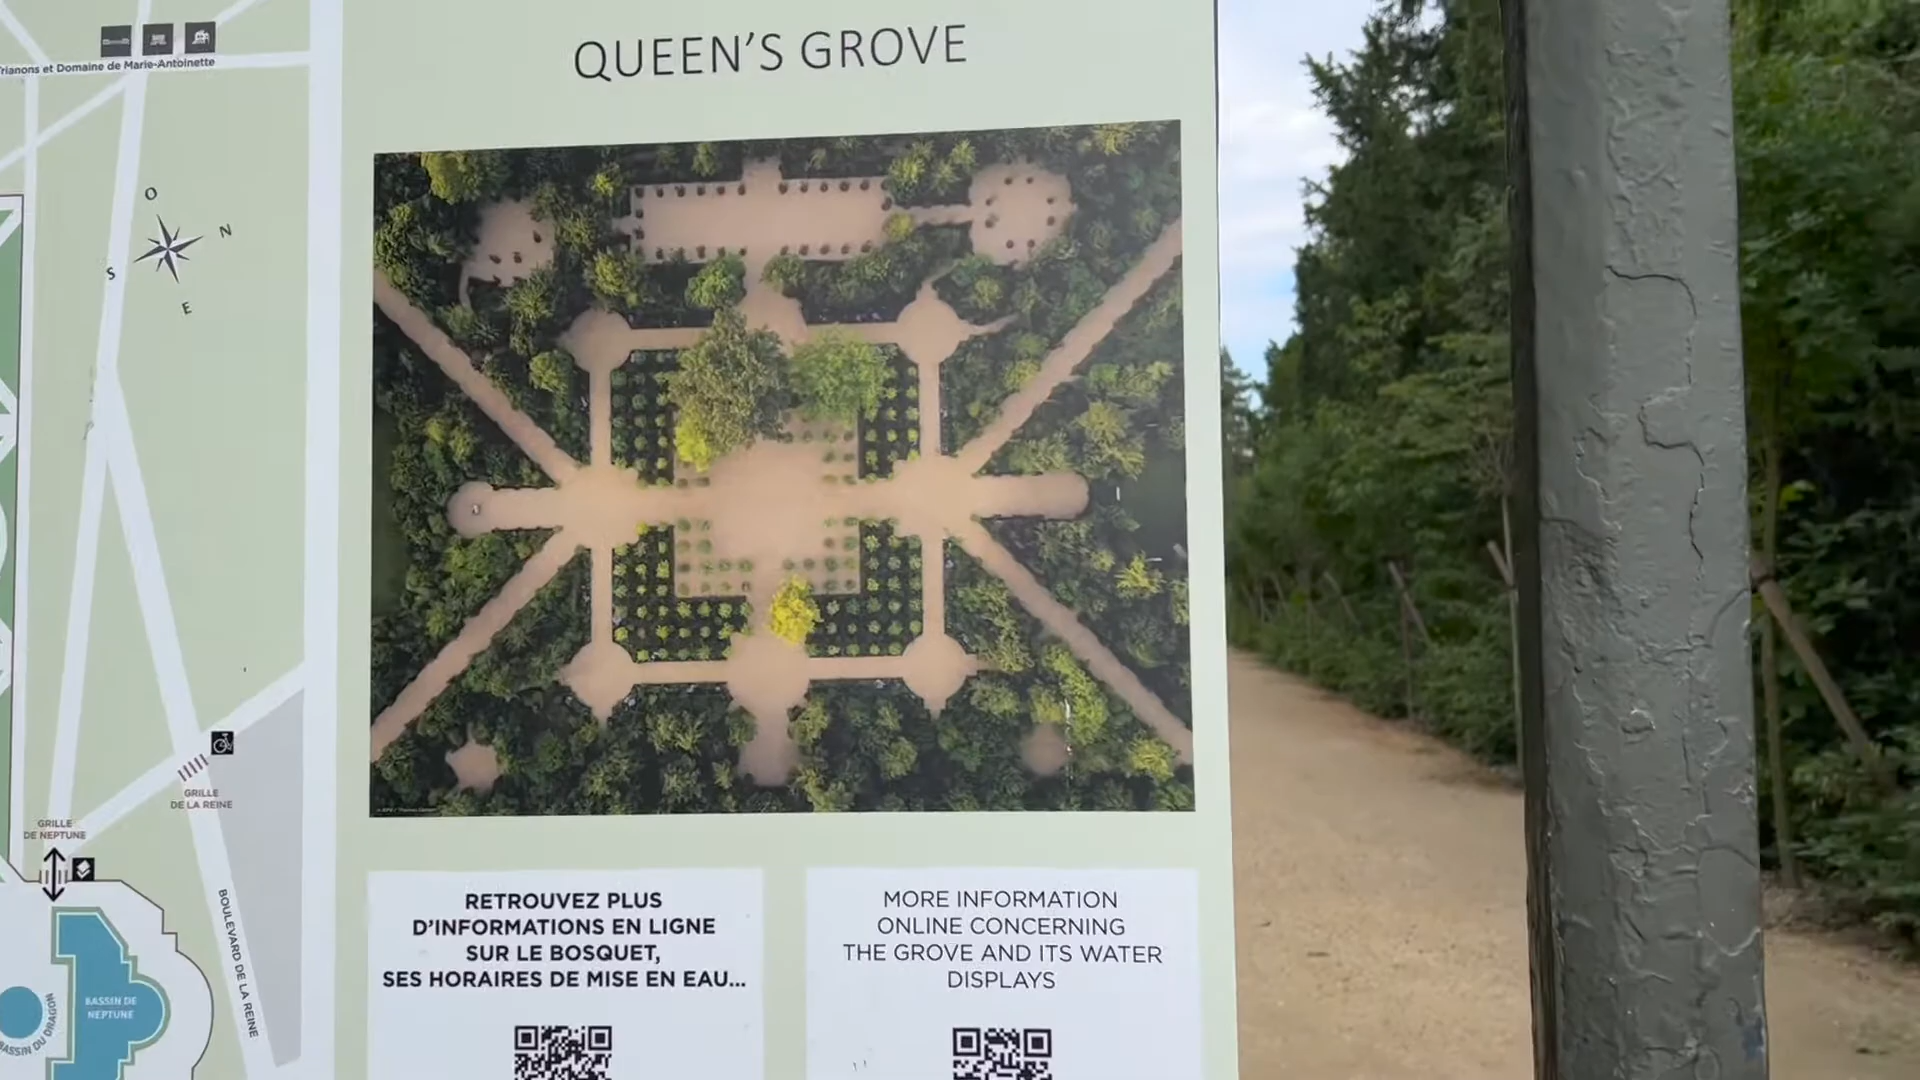 Trianons et Domaine de Marie-Antoinette
O
N
S
E
GRILLE
DE LA REINE
GRILLE
DE NEPTUNE
BOULEVARD DE LA REINE
BASSIN DE
NEPTUNE
BASSIN DU DRAGON
QUEEN'S GROVE
RETROUVEZ PLUS
D'INFORMATIONS EN LIGNE
SUR LE BOSQUET,
SES HORAIRES DE MISE EN EAU...
MORE INFORMATION
ONLINE CONCERNING
THE GROVE AND ITS WATER
DISPLAYS